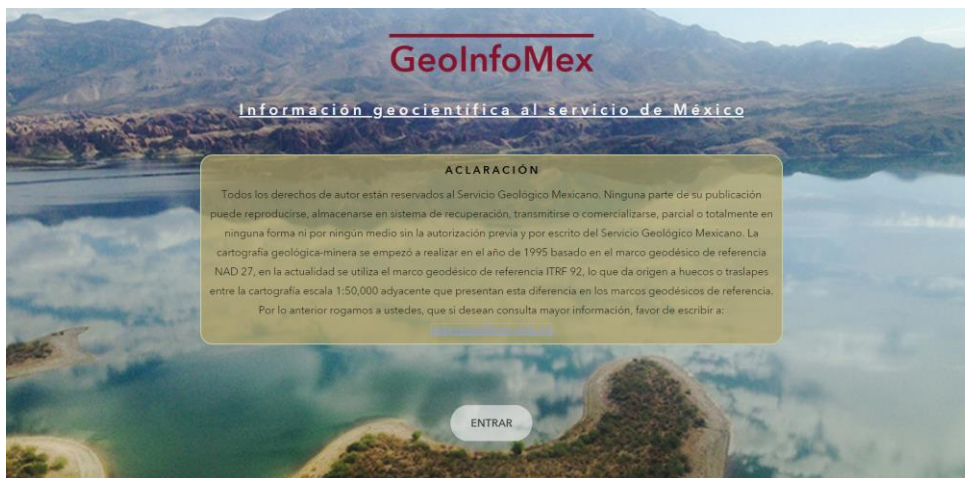 GeoInfoMex
Información geocientífica al servicio de México
ACLARACIÓN
Todos los derechos de autor están reservados al Servicio Geológico Mexicano. Ninguna parte de su publicación
puede reproducirse, almacenarse en sistema de recuperación, transmitirse o comercializarse, parcial o totalmente en
ninguna forma ni por ningún medio sin la autorización previa y por escrito del Servicio Geológico Mexicano. La
cartografía geológica-minera se empezó a realizar en el año de 1995 basado en el marco geodésico de referencia
NAD 27, en la actualidad se utiliza el marco geodésico de referencia ITRF 92, lo que da origen a huecos o traslapes
entre la cartografía escala 1:50,000 adyacente que presentan esta diferencia en los marcos geodésicos de referencia.
Por lo anterior rogamos a ustedes, que si desean consulta mayor información, favor de escribir a:
ENTRAR